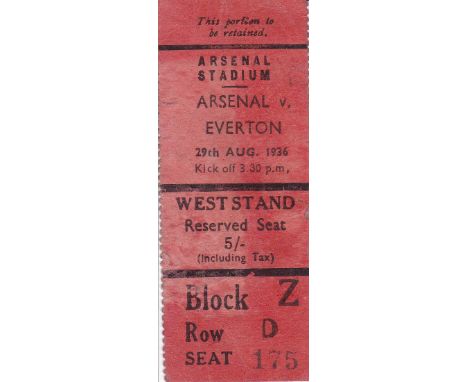 This portion to
be retained.
ARSENAL
STADIUM
ARSENAL v.
EVERTON
29th AUG. 1936
Kick off 3.30 p.m,
WEST STAND
Reserved Seat
5/-
(Including Tax)
Block Z
Row D
SEAT 175